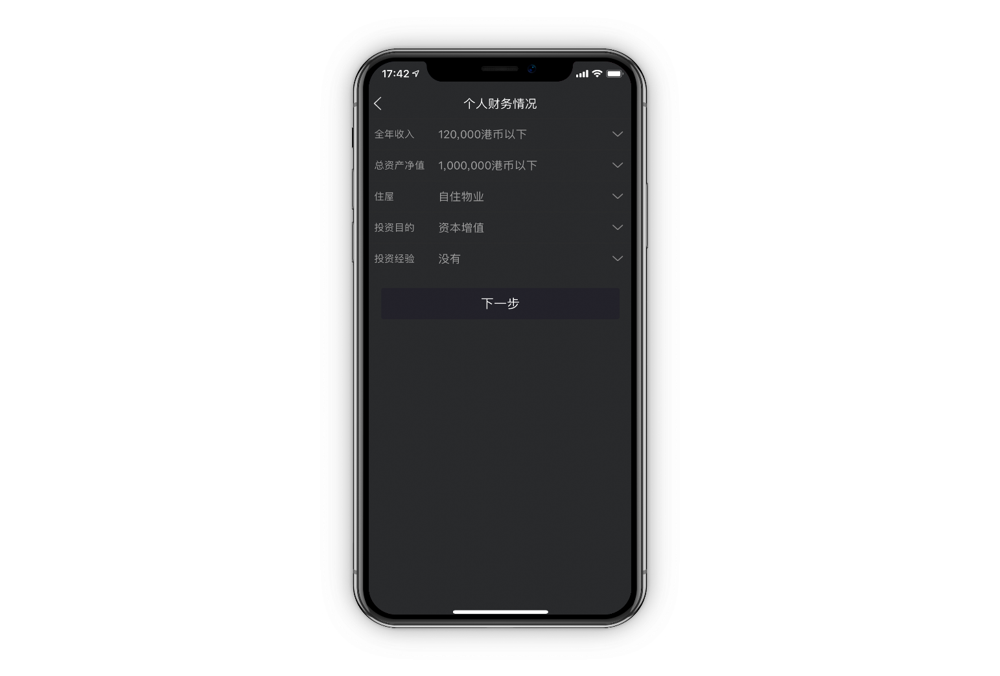 17:42
个人财务情况
全年收入 120,000港币以下
总资产净值 1,000,000港币以下
住屋 自住物业
投资目的 资本增值
投资经验 没有
下一步